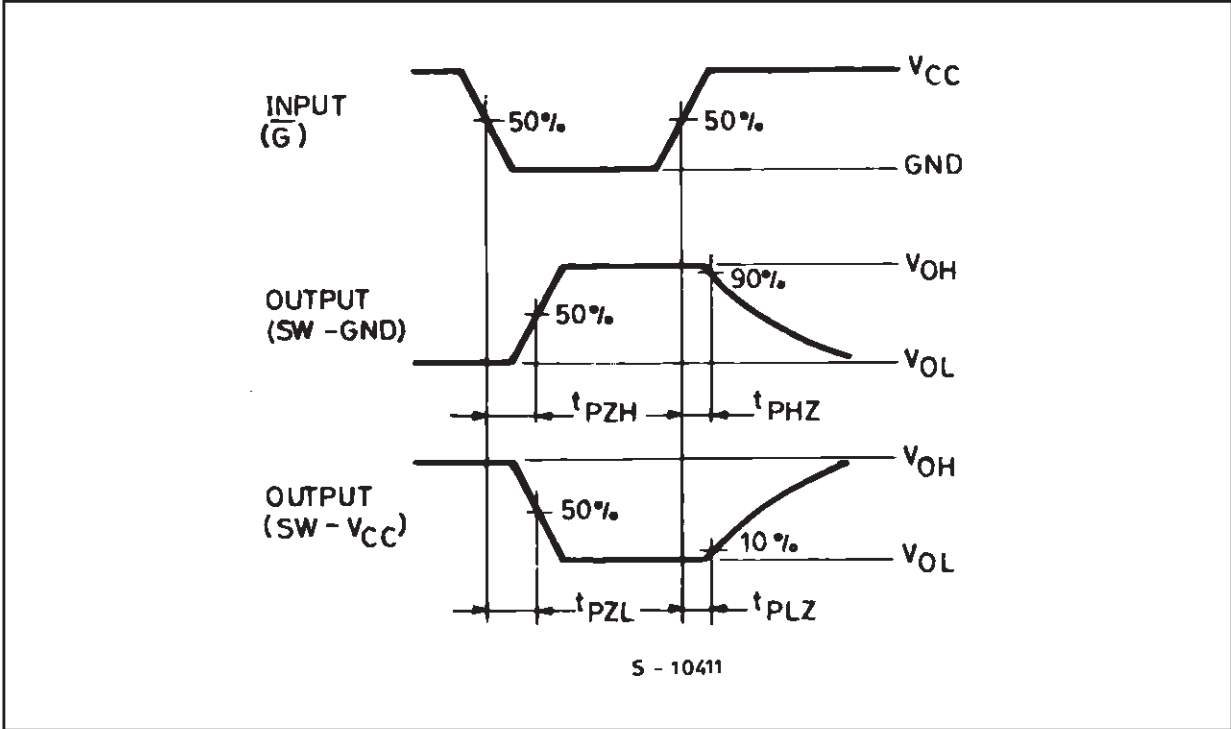 INPUT
(G̅)
50%
50%
VCC
GND
OUTPUT
(SW -GND)
50%
90%
VOH
VOL
tPZH
tPHZ
OUTPUT
(SW - VCC)
50%
10%
VOH
VOL
tPZL
tPLZ
S - 10411